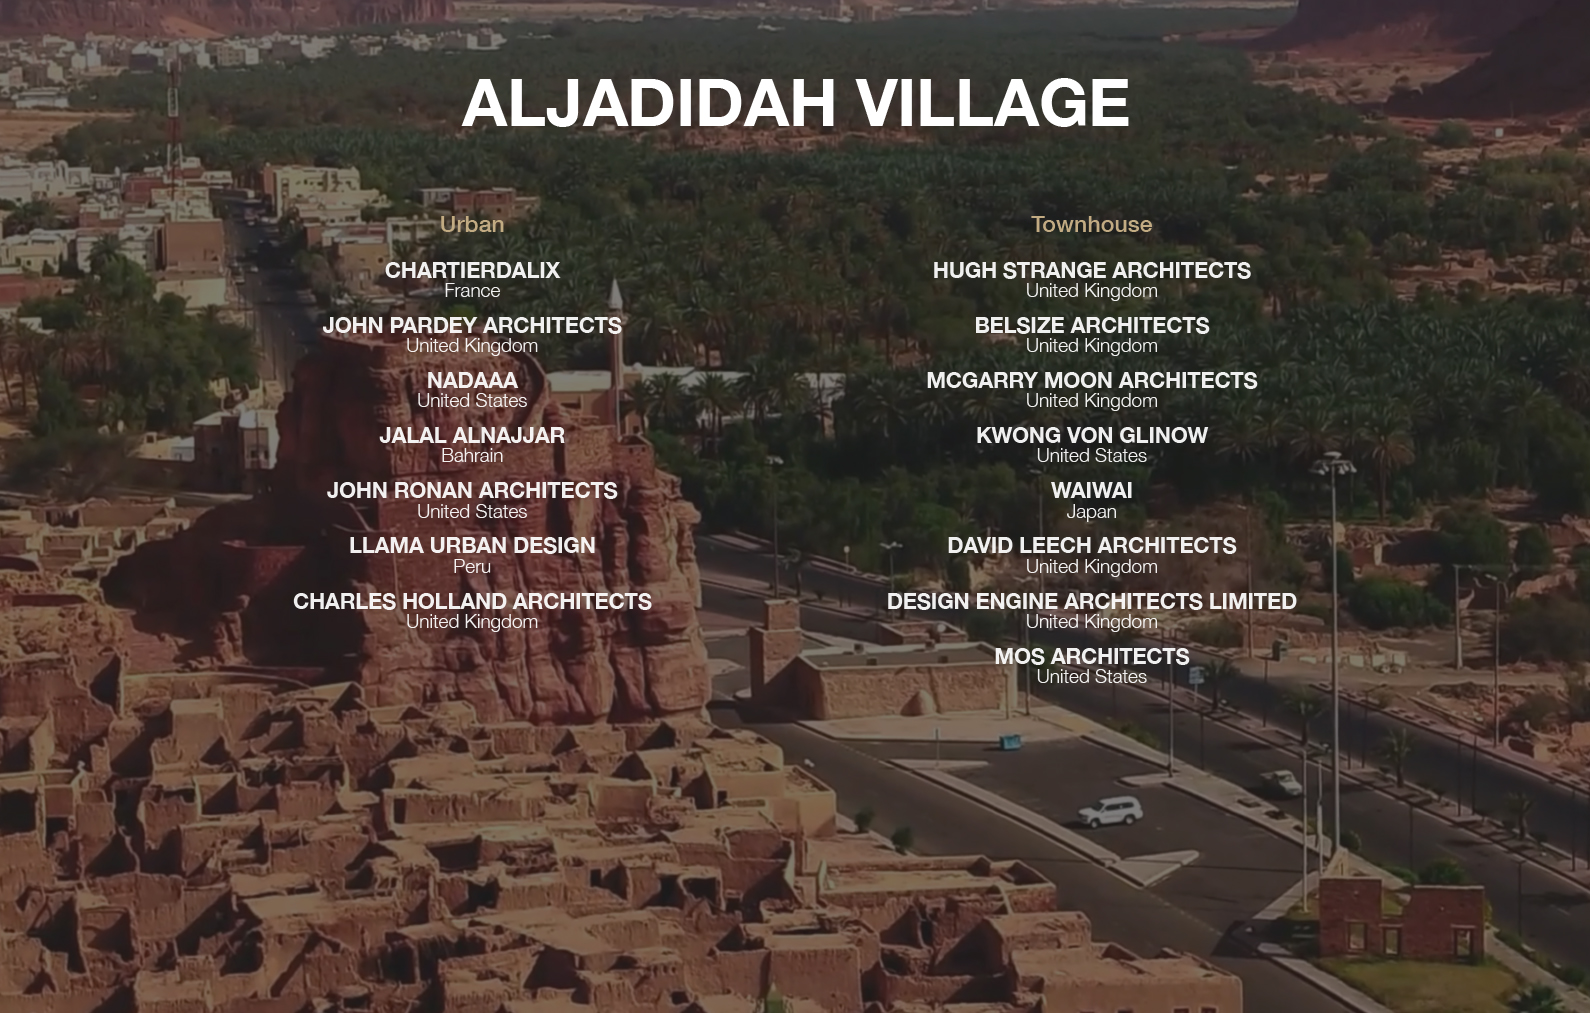 ALJADIDAH VILLAGE
Urban
CHARTIERDALIX
France
JOHN PARDEY ARCHITECTS
United Kingdom
NADAAA
United States
JALAL ALNAJJAR
Bahrain
JOHN RONAN ARCHITECTS
United States
LLAMA URBAN DESIGN
Peru
CHARLES HOLLAND ARCHITECTS
United Kingdom
Townhouse
HUGH STRANGE ARCHITECTS
United Kingdom
BELSIZE ARCHITECTS
United Kingdom
MCGARRY MOON ARCHITECTS
United Kingdom
KWONG VON GLINOW
United States
WAIWAI
Japan
DAVID LEECH ARCHITECTS
United Kingdom
DESIGN ENGINE ARCHITECTS LIMITED
United Kingdom
MOS ARCHITECTS
United States